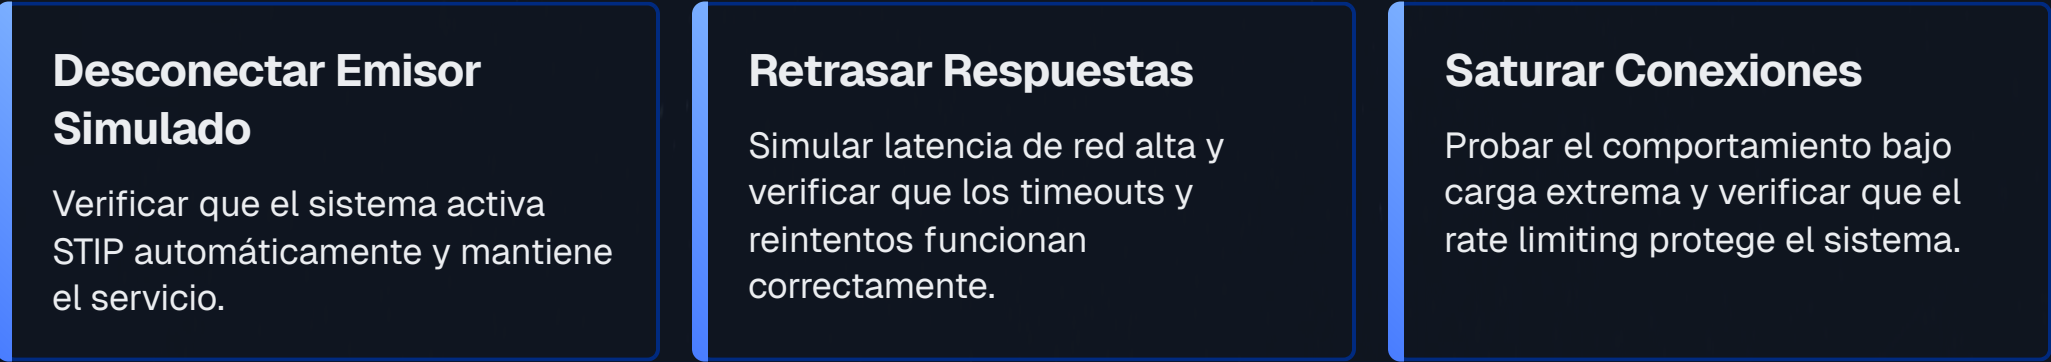 Desconectar Emisor
Simulado
Verificar que el sistema activa
STIP automáticamente y mantiene
el servicio.
Retrasar Respuestas
Simular latencia de red alta y
verificar que los timeouts y
reintentos funcionan
correctamente.
Saturar Conexiones
Probar el comportamiento bajo
carga extrema y verificar que el
rate limiting protege el sistema.